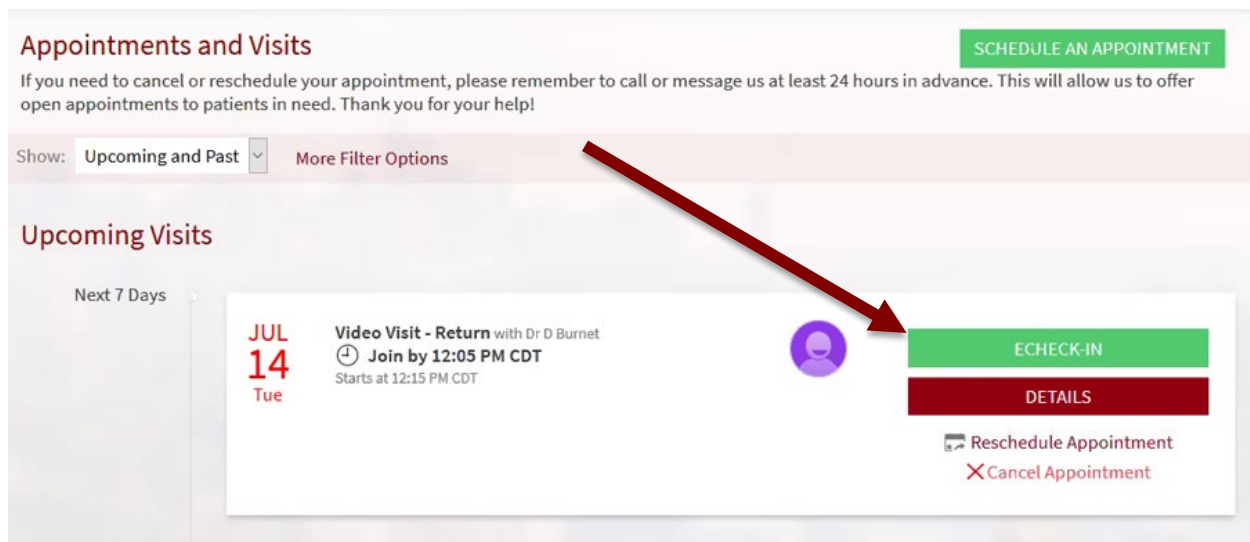 Appointments and Visits
SCHEDULE AN APPOINTMENT
If you need to cancel or reschedule your appointment, please remember to call or message us at least 24 hours in advance. This will allow us to offer
open appointments to patients in need. Thank you for your help!
Show: Upcoming and Past More Filter Options
Upcoming Visits
Next 7 Days
JUL
14
Tue
Video Visit - Return with Dr D Burnet
Join by 12:05 PM CDT
Starts at 12:15 PM CDT
ECHECK-IN
DETAILS
Reschedule Appointment
Cancel Appointment